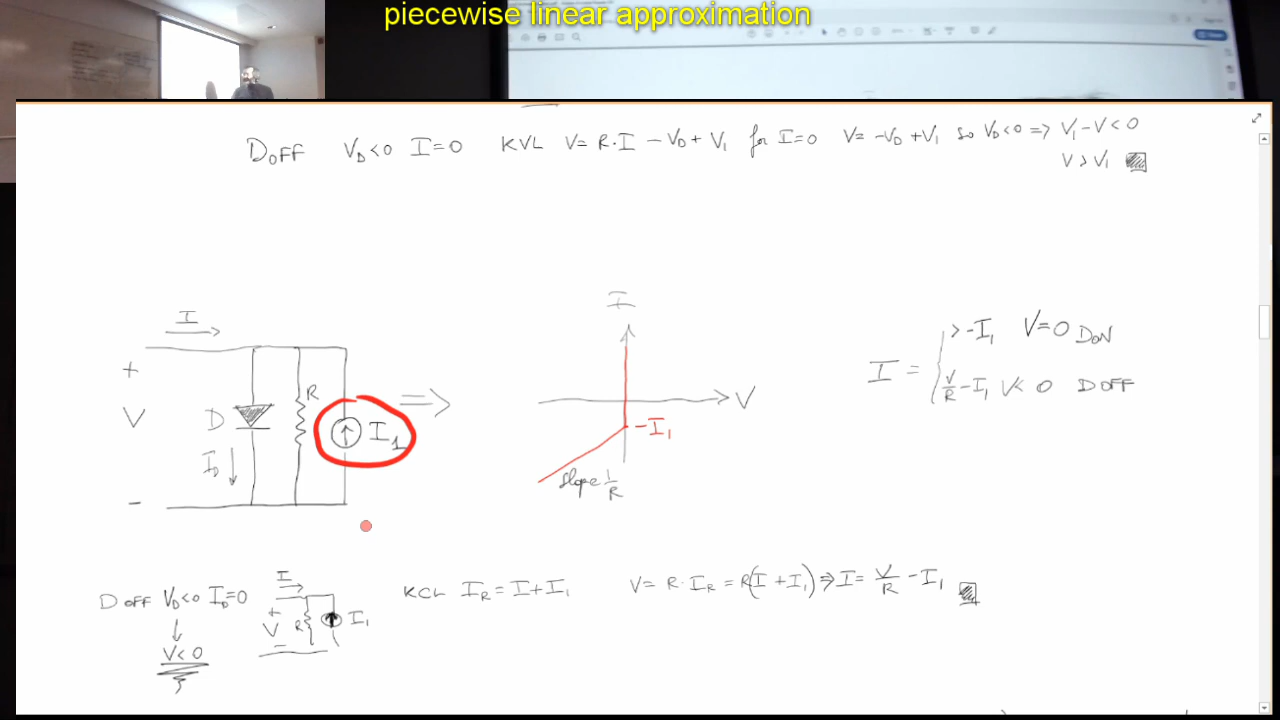 piecewise linear approximation
D OFF V_D<0 I=0 KVL V= R·I -V_D + V_1 for I=0 V= -V_D +V_1 so V_D<0 => V_1-V<0
V>V_1
I
I
I = { >-I_1 V=0 D ON
V/R -I_1 V< 0 D OFF
+
V
-
D
I_D
R
I_1
=>
V
-I_1
slope 1/R
D OFF V_D<0 I_D=0
V<0
I
+
V
-
R
I_1
KCL I_R = I+I_1
V= R·I_R = R(I +I_1) => I= V/R -I_1